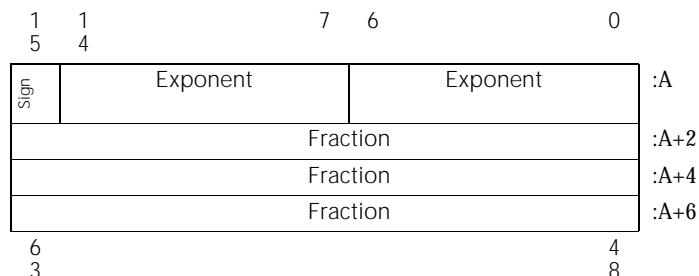 1 1 7 6 0
5 4
Sign Exponent Exponent :A
Fraction :A+2
Fraction :A+4
Fraction :A+6
6 4
3 8